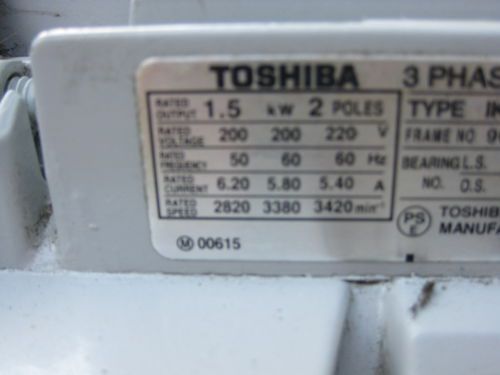 TOSHIBA 3 PHAS
RATED OUTPUT 1.5 kW 2 POLES TYPE
RATED VOLTAGE 200 200 220 V FRAME NO
RATED FREQUENCY 50 60 60 Hz BEARING L.S.
RATED CURRENT 6.20 5.80 5.40 A NO. O.S.
RATED SPEED 2820 3380 3420 min⁻¹ PS E TOSHIB
MANUFA
M 00615